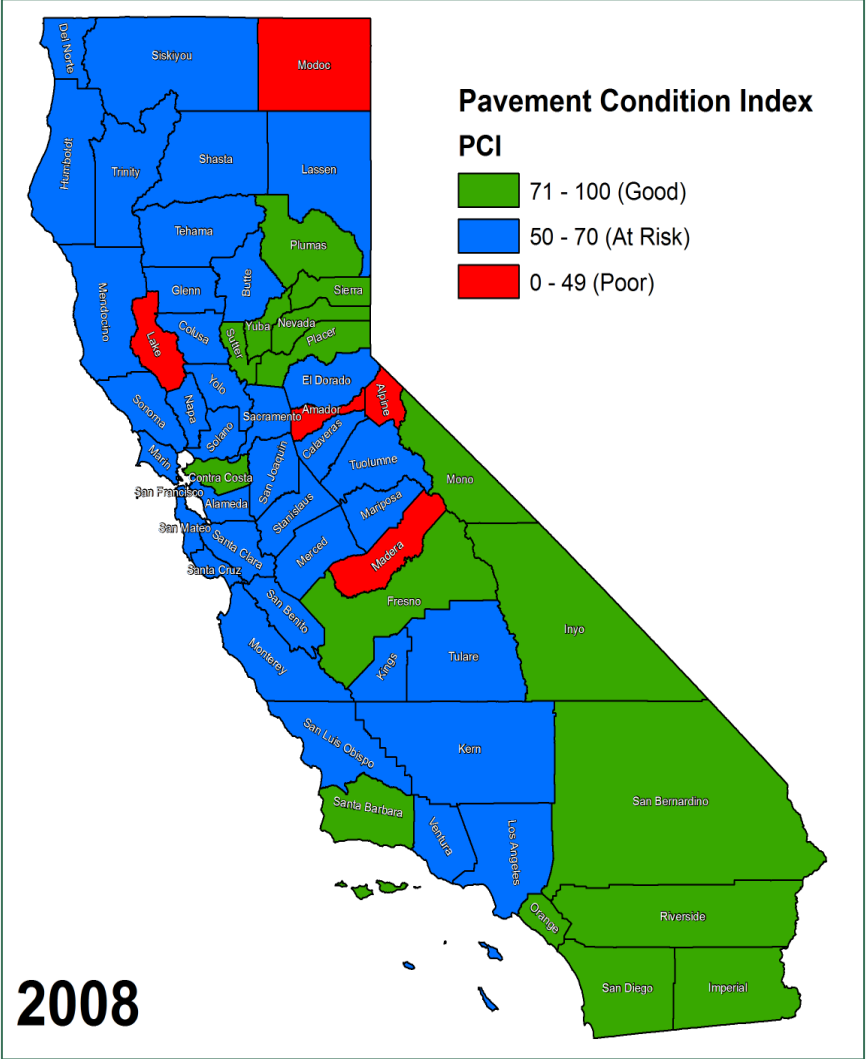 Del Norte
Siskiyou
Modoc
Pavement Condition Index
PCI
71 - 100 (Good)
50 - 70 (At Risk)
0 - 49 (Poor)
Humboldt
Trinity
Shasta
Lassen
Tehama
Plumas
Mendocino
Glenn
Butte
Sierra
Lake
Colusa
Sutter
Yuba
Nevada
Placer
Sonoma
Napa
Yolo
El Dorado
Solano
Sacramento
Amador
Alpine
Marin
Contra Costa
San Joaquin
Calaveras
Tuolumne
Mono
San Francisco
Alameda
Stanislaus
Mariposa
San Mateo
Santa Clara
Merced
Madera
Santa Cruz
San Benito
Fresno
Inyo
Monterey
Kings
Tulare
San Luis Obispo
Kern
Santa Barbara
San Bernardino
Ventura
Los Angeles
Orange
Riverside
San Diego
Imperial
2008